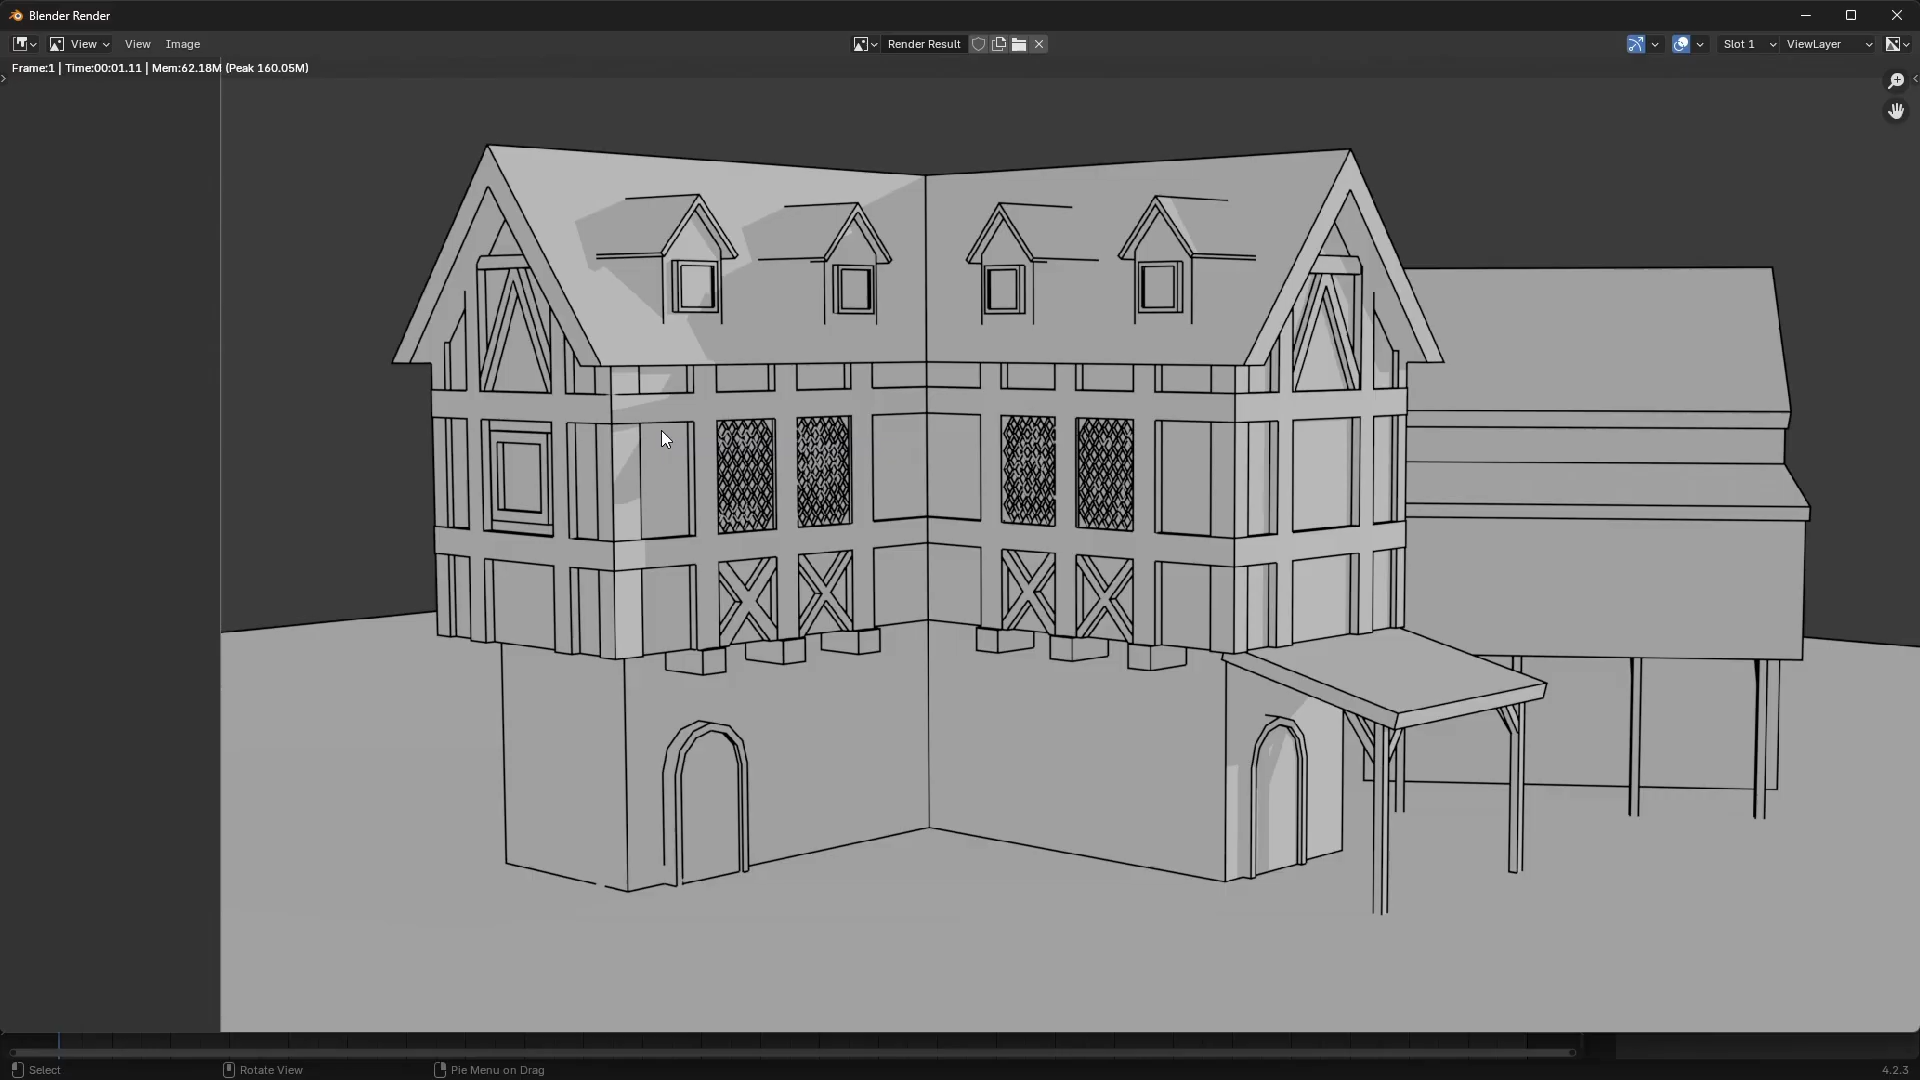 Blender Render
View View Image Render Result Slot 1 ViewLayer
Frame:1 | Time:00:01.11 | Mem:62.18M (Peak 160.05M)
Select Rotate View Pie Menu on Drag 4.2.3